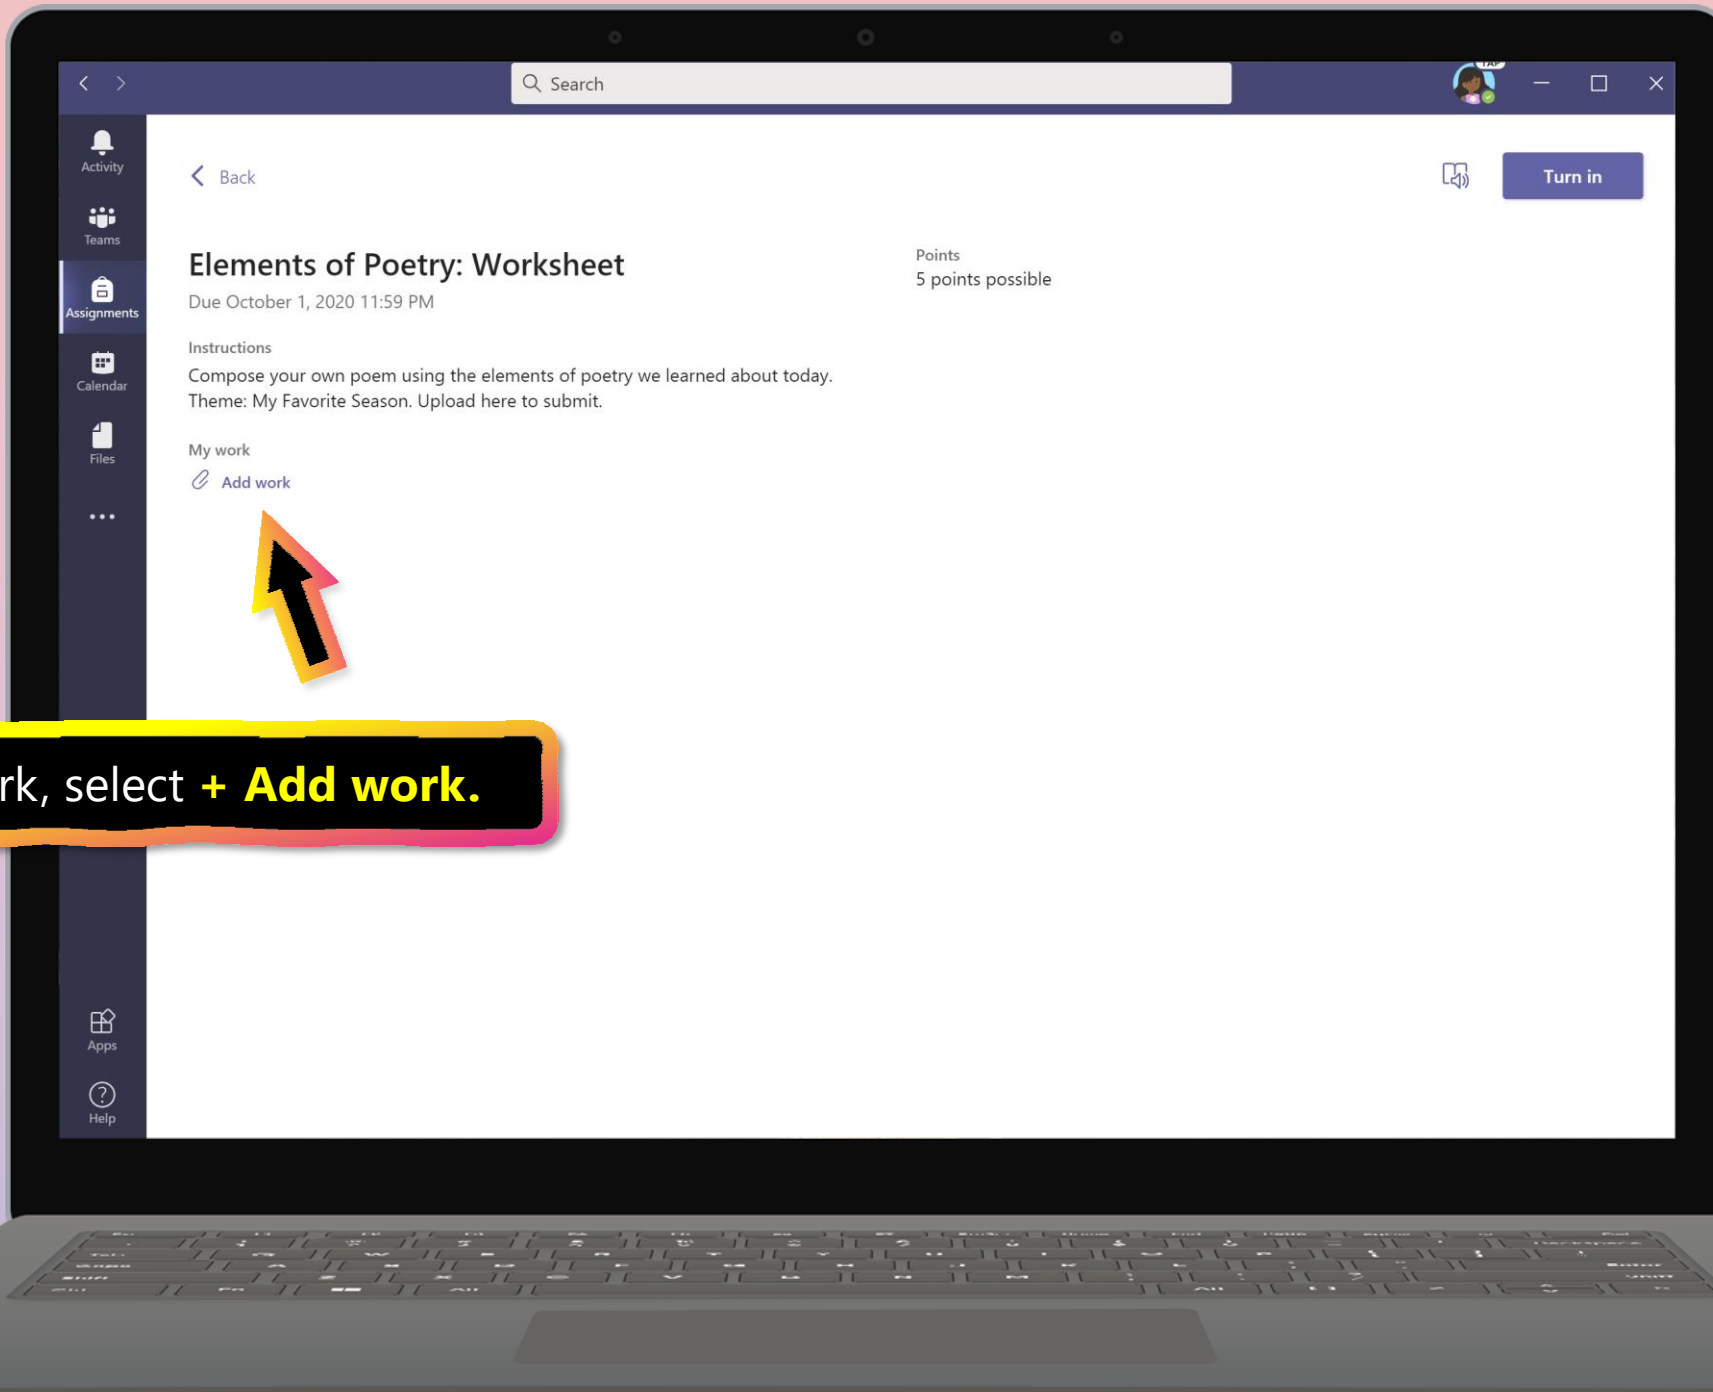 Search
TAP
Activity
Back
Turn in
Teams
Elements of Poetry: Worksheet
Points
5 points possible
Due October 1, 2020 11:59 PM
Assignments
Instructions
Compose your own poem using the elements of poetry we learned about today.
Theme: My Favorite Season. Upload here to submit.
Calendar
Files
My work
Add work
rk, select + Add work.
Apps
Help